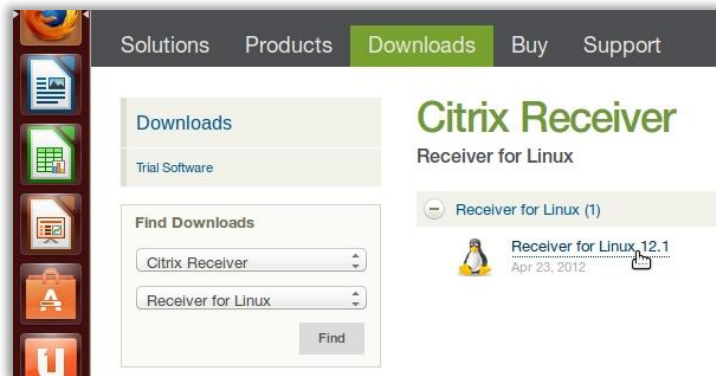 Solutions Products Downloads Buy Support
Downloads
Trial Software
Find Downloads
Citrix Receiver
Receiver for Linux
Find
Citrix Receiver
Receiver for Linux
Receiver for Linux (1)
Receiver for Linux 12.1
Apr 23, 2012